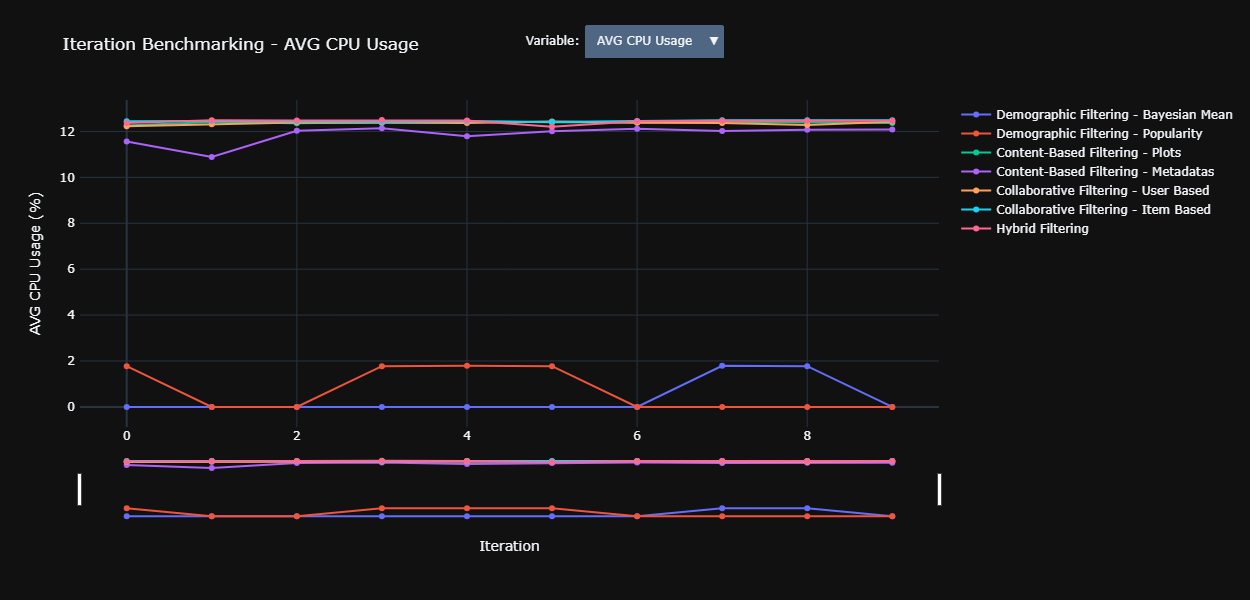 Iteration Benchmarking - AVG CPU Usage
Variable:
AVG CPU Usage
AVG CPU Usage (%)
12
10
8
6
4
2
0
0
2
4
6
8
Iteration
Demographic Filtering - Bayesian Mean
Demographic Filtering - Popularity
Content-Based Filtering - Plots
Content-Based Filtering - Metadatas
Collaborative Filtering - User Based
Collaborative Filtering - Item Based
Hybrid Filtering